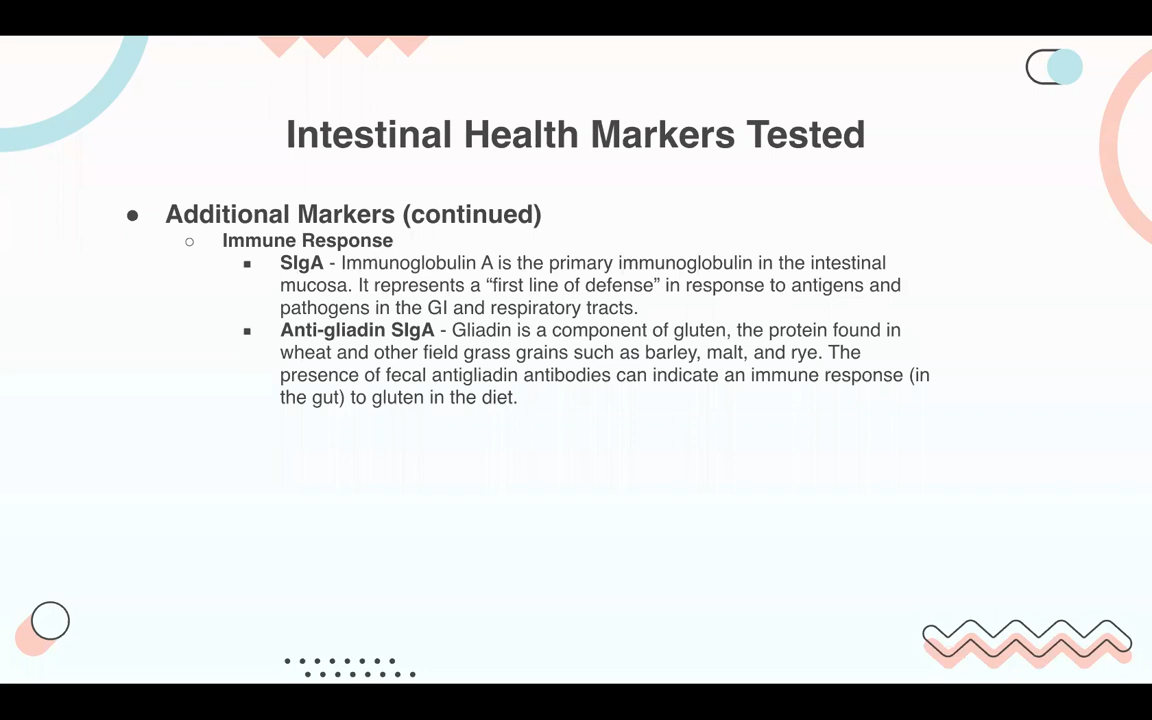 Intestinal Health Markers Tested
● Additional Markers (continued)
○ Immune Response
■ SIgA - Immunoglobulin A is the primary immunoglobulin in the intestinal
mucosa. It represents a “first line of defense” in response to antigens and
pathogens in the GI and respiratory tracts.
■ Anti-gliadin SIgA - Gliadin is a component of gluten, the protein found in
wheat and other field grass grains such as barley, malt, and rye. The
presence of fecal antigliadin antibodies can indicate an immune response (in
the gut) to gluten in the diet.